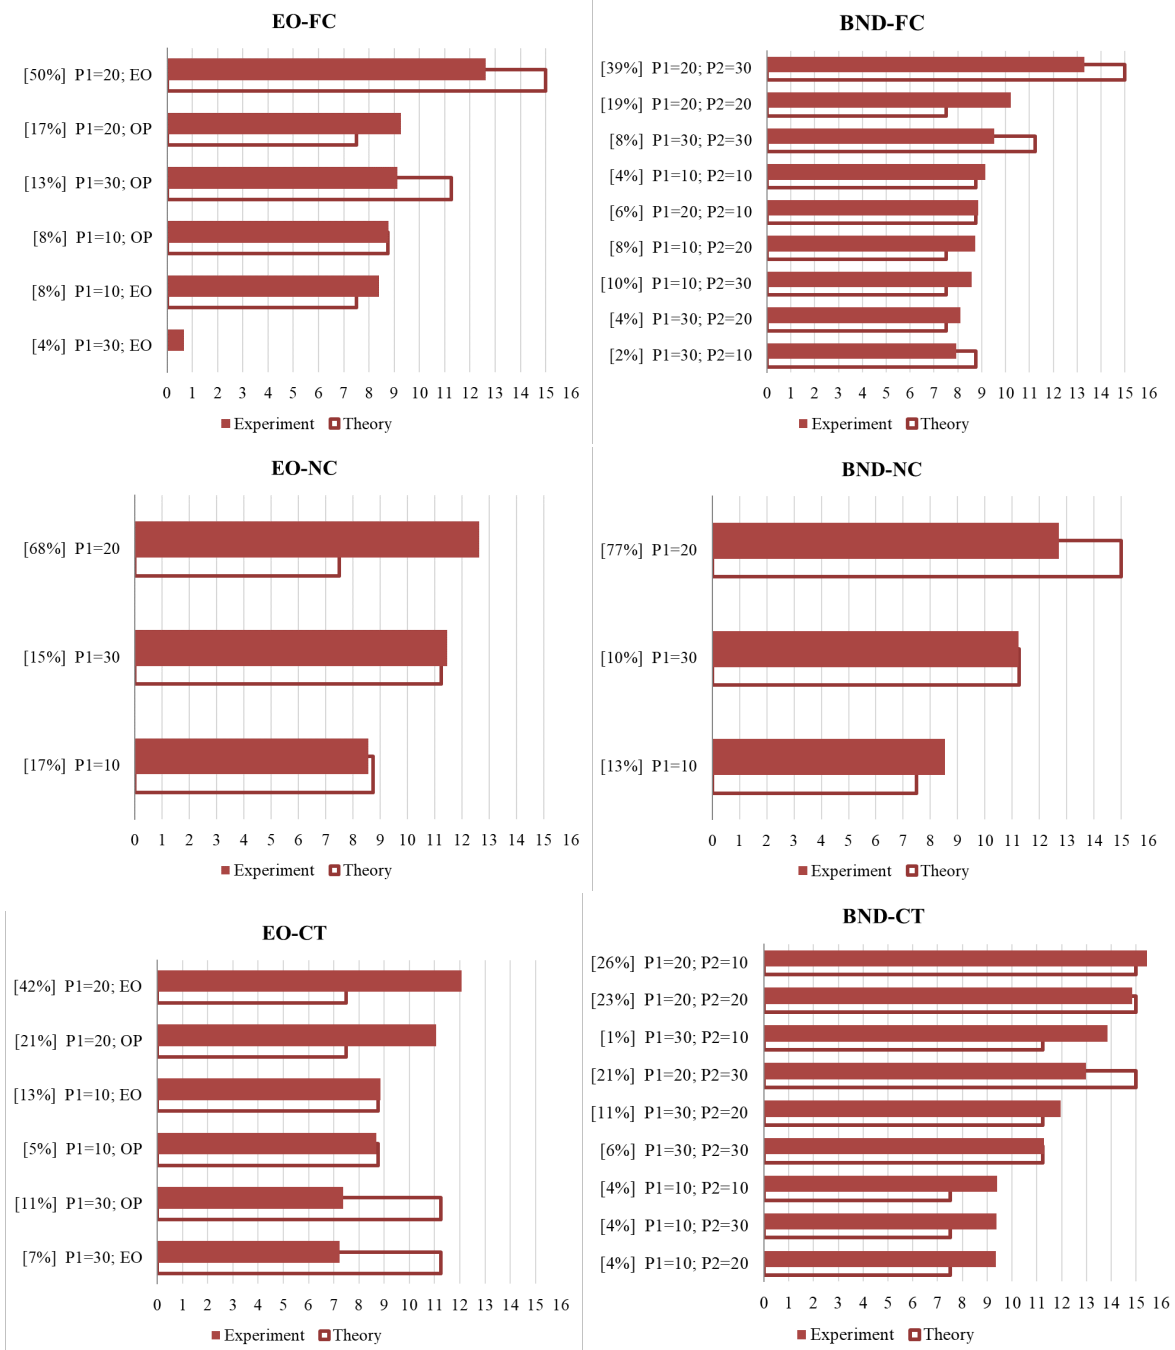 EO-FC
[50%] P1=20; EO
[17%] P1=20; OP
[13%] P1=30; OP
[8%] P1=10; OP
[8%] P1=10; EO
[4%] P1=30; EO
0 1 2 3 4 5 6 7 8 9 10 11 12 13 14 15 16
Experiment Theory
BND-FC
[39%] P1=20; P2=30
[19%] P1=20; P2=20
[8%] P1=30; P2=30
[4%] P1=10; P2=10
[6%] P1=20; P2=10
[8%] P1=10; P2=20
[10%] P1=10; P2=30
[4%] P1=30; P2=20
[2%] P1=30; P2=10
0 1 2 3 4 5 6 7 8 9 10 11 12 13 14 15 16
Experiment Theory
EO-NC
[68%] P1=20
[15%] P1=30
[17%] P1=10
0 1 2 3 4 5 6 7 8 9 10 11 12 13 14 15 16
Experiment Theory
BND-NC
[77%] P1=20
[10%] P1=30
[13%] P1=10
0 1 2 3 4 5 6 7 8 9 10 11 12 13 14 15 16
Experiment Theory
EO-CT
[42%] P1=20; EO
[21%] P1=20; OP
[13%] P1=10; EO
[5%] P1=10; OP
[11%] P1=30; OP
[7%] P1=30; EO
0 1 2 3 4 5 6 7 8 9 10 11 12 13 14 15 16
Experiment Theory
BND-CT
[26%] P1=20; P2=10
[23%] P1=20; P2=20
[1%] P1=30; P2=10
[21%] P1=20; P2=30
[11%] P1=30; P2=20
[6%] P1=30; P2=30
[4%] P1=10; P2=10
[4%] P1=10; P2=30
[4%] P1=10; P2=20
0 1 2 3 4 5 6 7 8 9 10 11 12 13 14 15 16
Experiment Theory